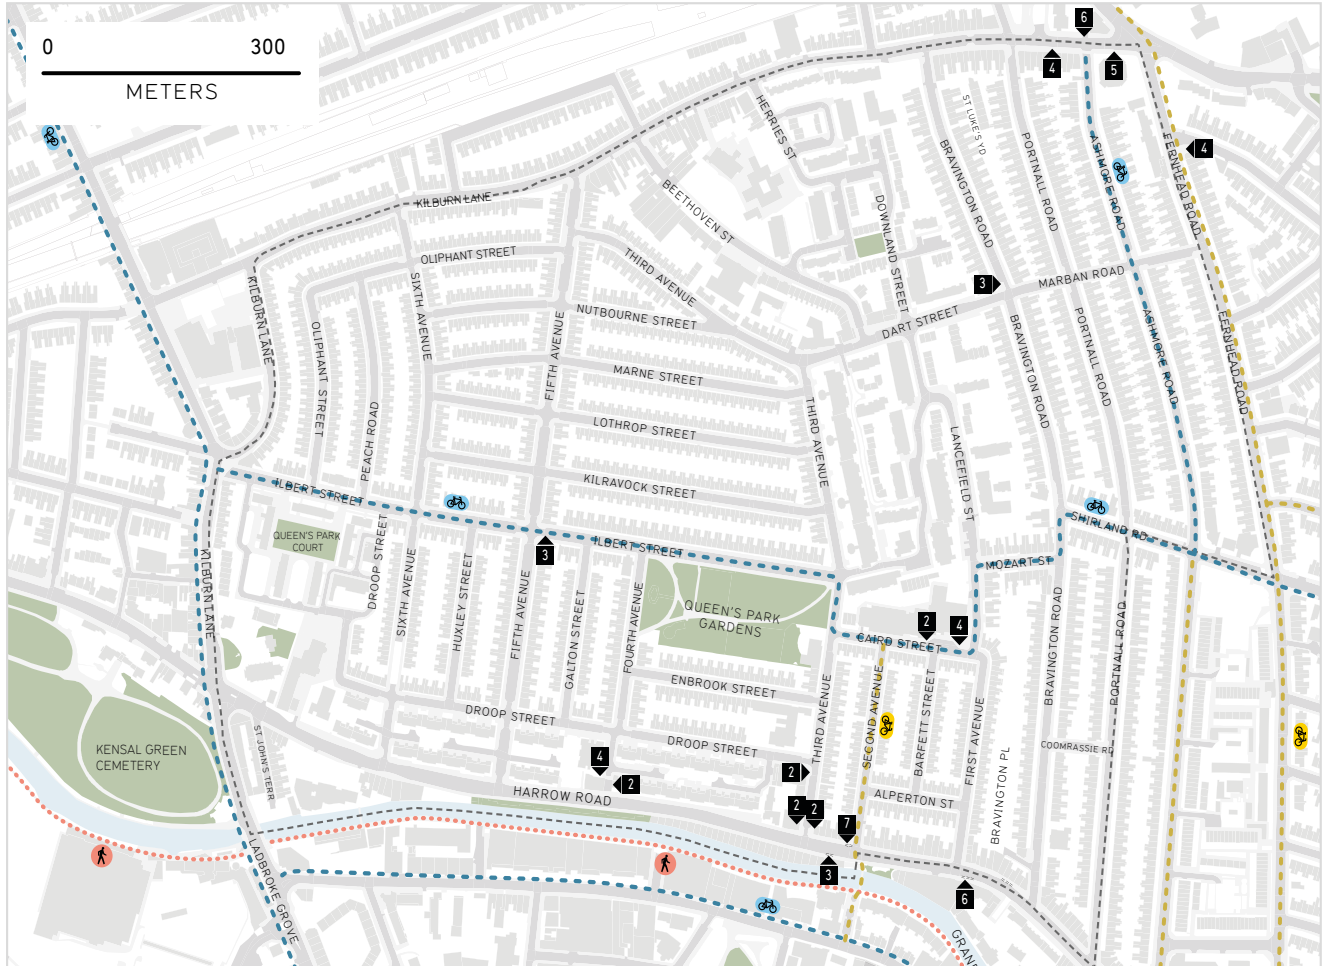 0 300
METERS
6
4
5
4
HERRIES ST
ST LUKE'S YD
BRAVINGTON ROAD
PORTNALL ROAD
ASHMORE ROAD
FERNHEAD ROAD
KILBURN LANE
BEETHOVEN ST
DOWNLAND STREET
OLIPHANT STREET
THIRD AVENUE
3
MARBAN ROAD
KILBURN LANE
SIXTH AVENUE
NUTBOURNE STREET
DART STREET
OLIPHANT STREET
FIFTH AVENUE
BRAVINGTON ROAD
PORTNALL ROAD
ASHMORE ROAD
FERNHEAD ROAD
MARNE STREET
PEACH ROAD
LOTHROP STREET
THIRD AVENUE
LANCEFIELD ST
KILRAVOCK STREET
ILBERT STREET
SHIRLAND RD
QUEEN'S PARK
COURT
DROOP STREET
3
ILBERT STREET
MOZART ST
KILBURN LANE
SIXTH AVENUE
HUXLEY STREET
FIFTH AVENUE
GALTON STREET
FOURTH AVENUE
QUEEN'S PARK
GARDENS
2
4
CAIRD STREET
BRAVINGTON ROAD
PORTNALL ROAD
ENBROOK STREET
THIRD AVENUE
SECOND AVENUE
BARFETT STREET
FIRST AVENUE
DROOP STREET
DROOP STREET
KENSAL GREEN
CEMETERY
ST JOHN'S TERR
COOMRASSIE RD
4
2
2
HARROW ROAD
ALPERTON ST
BRAVINGTON PL
2
2
7
3
6
LADBROKE GROVE
GRAN